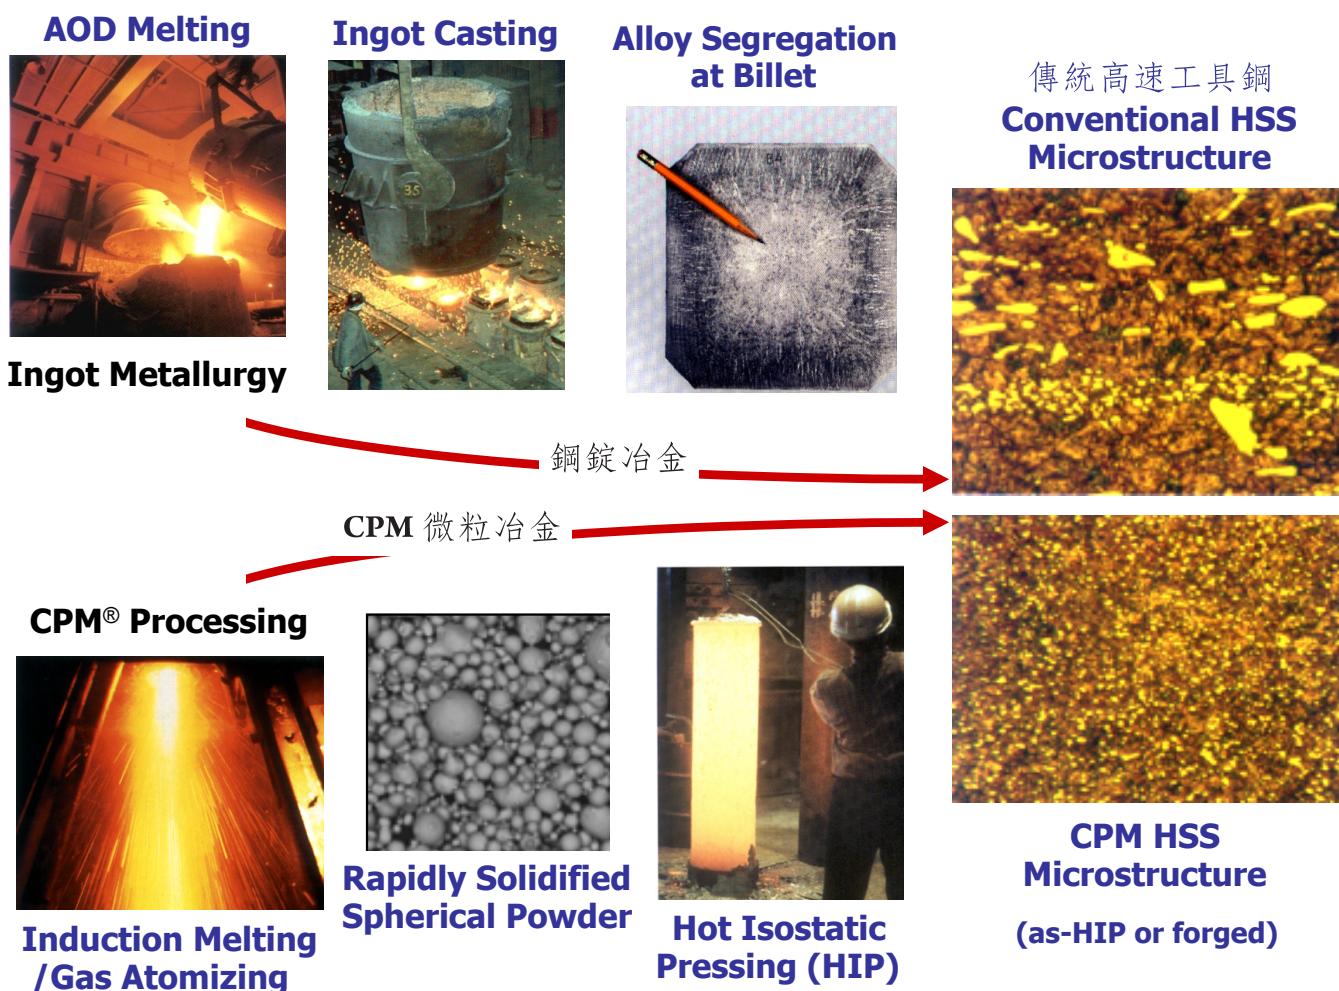 AOD Melting
Ingot Casting
Alloy Segregation
at Billet
傳統高速工具鋼
Conventional HSS
Microstructure
35
64
Ingot Metallurgy
鋼錠冶金
CPM 微粒冶金
CPM® Processing
Induction Melting
/Gas Atomizing
Rapidly Solidified
Spherical Powder
Hot Isostatic
Pressing (HIP)
CPM HSS
Microstructure
(as-HIP or forged)